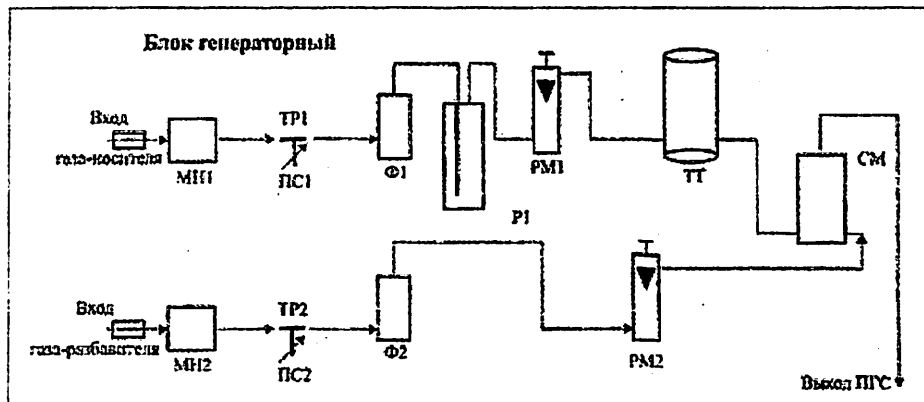 Блок генераторный
Вход
газа-носителя
МН1
ТР1
ПС1
Ф1
Р1
РМ1
ТТ
СМ
Вход
газа-разбавителя
МН2
ТР2
ПС2
Ф2
РМ2
Выход ПГС